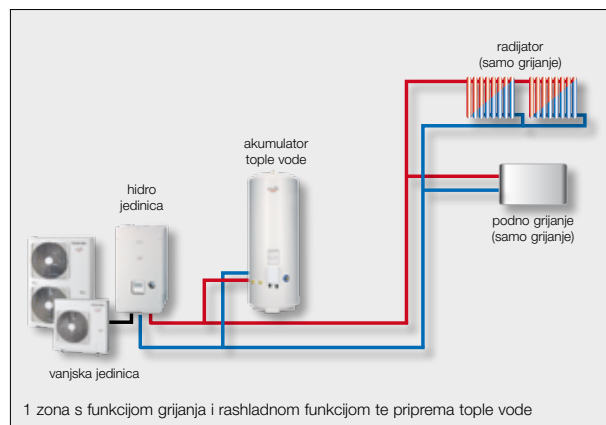 radijator
(samo grijanje)
akumulator
tople vode
hidro
jedinica
podno grijanje
(samo grijanje)
vanjska jedinica
1 zona s funkcijom grijanja i rashladnom funkcijom te priprema tople vode